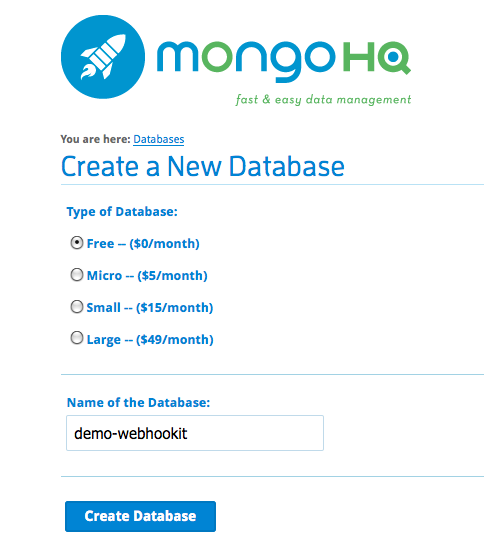 mongoHQ
fast & easy data management
You are here: Databases
Create a New Database
Type of Database:
Free -- ($0/month)
Micro -- ($5/month)
Small -- ($15/month)
Large -- ($49/month)
Name of the Database:
demo-webhookit
Create Database